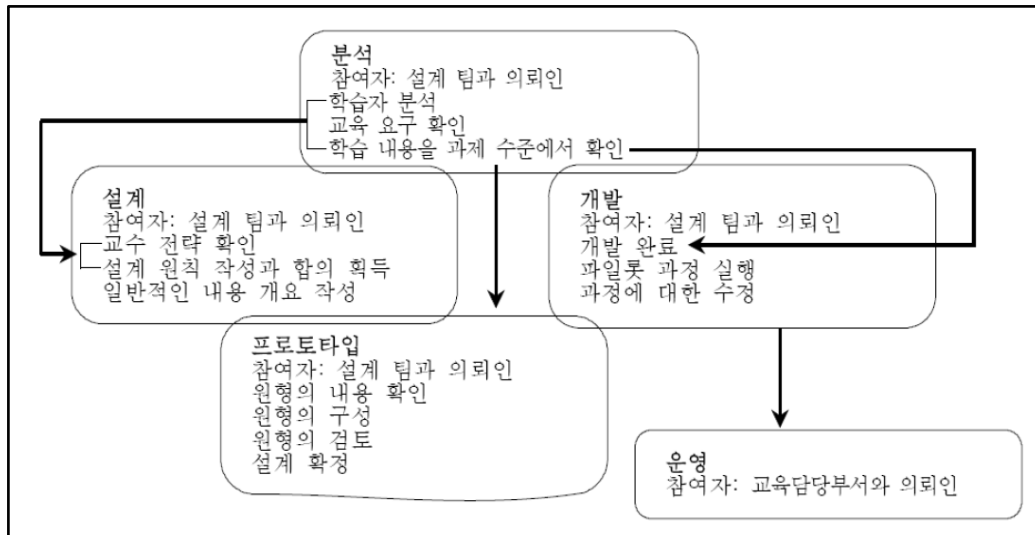 분석
참여자: 설계 팀과 의뢰인
학습자 분석
교육 요구 확인
학습 내용을 과제 수준에서 확인
설계
참여자: 설계 팀과 의뢰인
교수 전략 확인
설계 원칙 작성과 합의 획득
일반적인 내용 개요 작성
개발
참여자: 설계 팀과 의뢰인
개발 완료
파일롯 과정 실행
과정에 대한 수정
프로토타입
참여자: 설계 팀과 의뢰인
원형의 내용 확인
원형의 구성
원형의 검토
설계 확정
운영
참여자: 교육담당부서와 의뢰인